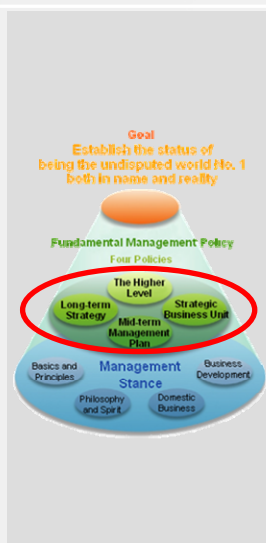 Goal
Establish the status of
being the undisputed world No. 1
both in name and reality
Fundamental Management Policy
Four Policies
The Higher
Level
Long-term
Strategy
Strategic
Business Unit
Mid-term
Management
Plan
Basics and
Principles
Management
Stance
Business
Development
Philosophy
and Spirit
Domestic
Business